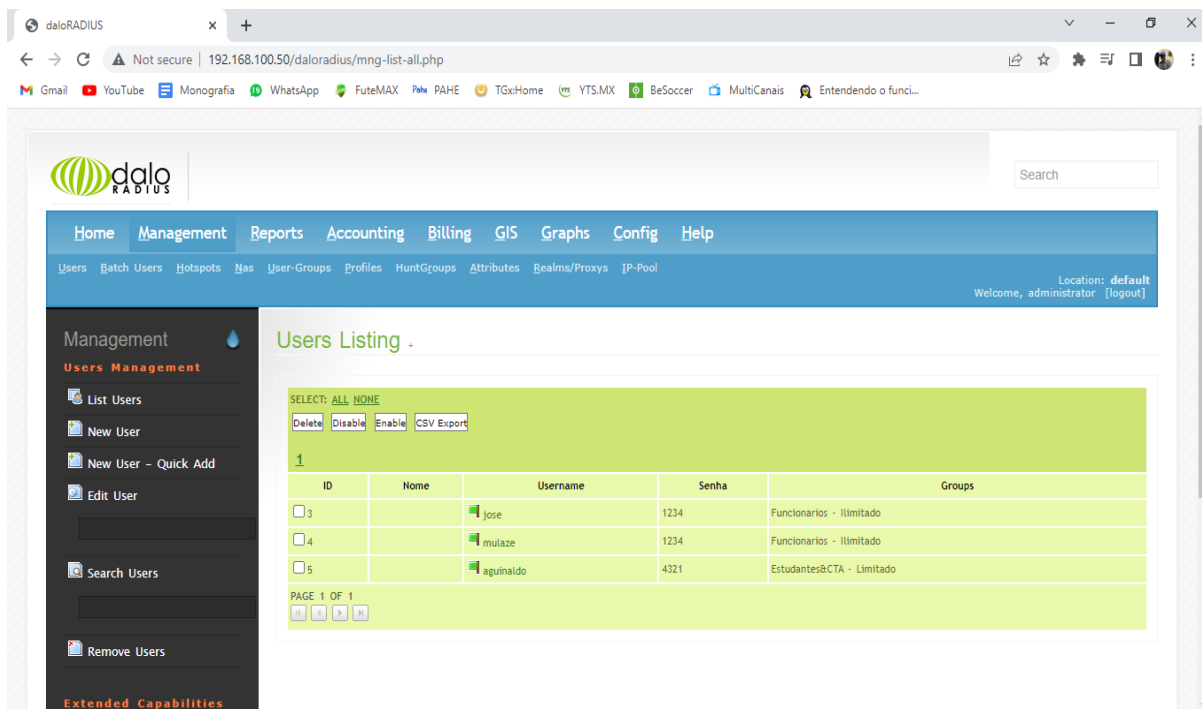 daloRADIUS
Not secure | 192.168.100.50/daloradius/mng-list-all.php
Gmail YouTube Monografia WhatsApp FuteMAX Pahe PAHE TGx:Home YTS.MX BeSoccer MultiCanais Entendendo o funci...
dalo
RADIUS
Search
Home Management Reports Accounting Billing GIS Graphs Config Help
Users Batch Users Hotspots Nas User-Groups Profiles HuntGroups Attributes Realms/Proxys IP-Pool
Location: default
Welcome, administrator [logout]
Management
Users Management
List Users
New User
New User - Quick Add
Edit User
Search Users
Remove Users
Extended Capabilities
Users Listing +
SELECT: ALL NONE
Delete Disable Enable CSV Export
1
ID Nome Username Senha Groups
3 jose 1234 Funcionarios - Ilimitado
4 mulaze 1234 Funcionarios - Ilimitado
5 aguinaldo 4321 Estudantes&CTA - Limitado
PAGE 1 OF 1